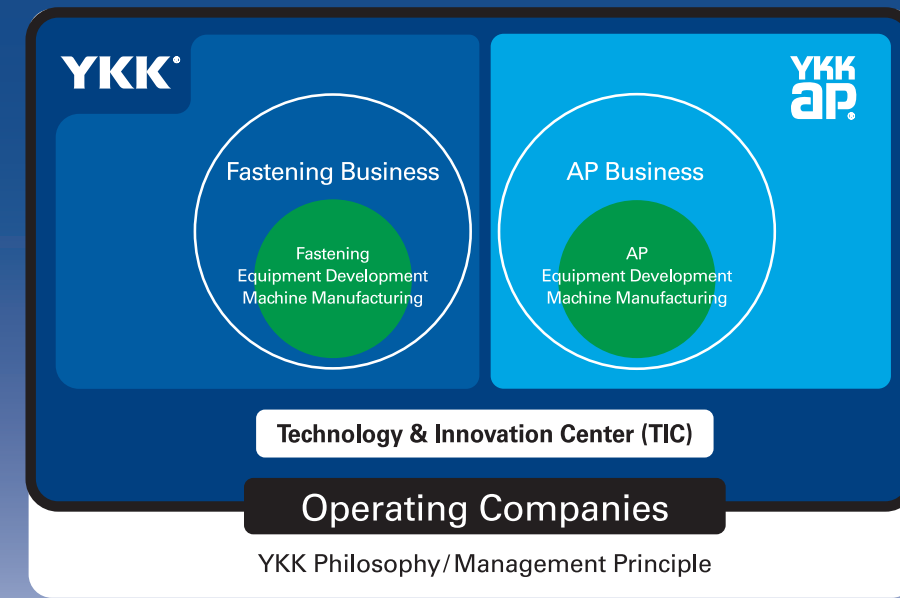 YKK®
YKK
ap®
Fastening Business
Fastening
Equipment Development
Machine Manufacturing
AP Business
AP
Equipment Development
Machine Manufacturing
Technology & Innovation Center (TIC)
Operating Companies
YKK Philosophy/Management Principle